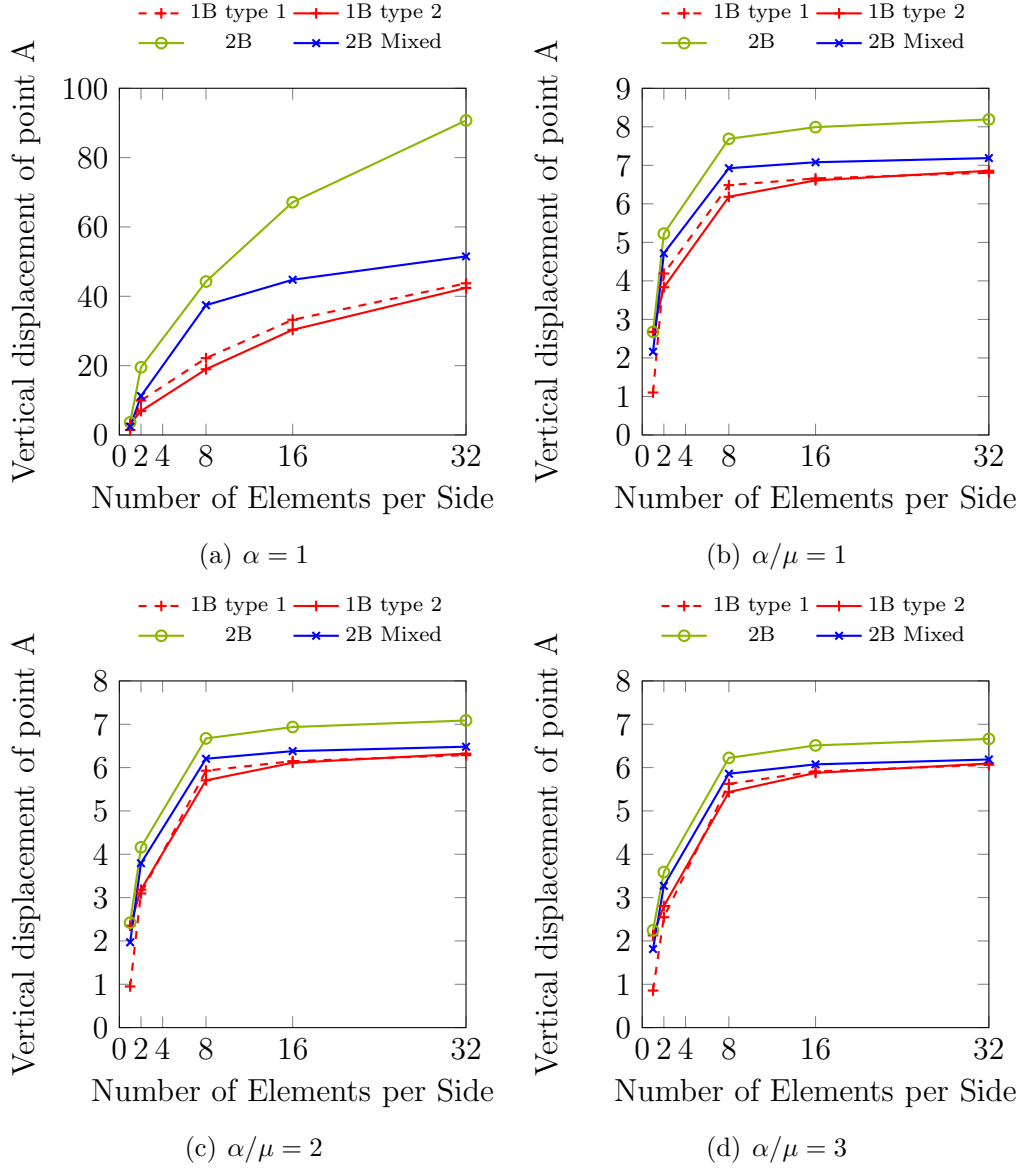 1B type 1 1B type 2
2B 2B Mixed
Vertical displacement of point A
100
80
60
40
20
0
0 2 4 8 16 32
Number of Elements per Side
(a) α = 1
1B type 1 1B type 2
2B 2B Mixed
Vertical displacement of point A
9
8
7
6
5
4
3
2
1
0
0 2 4 8 16 32
Number of Elements per Side
(b) α/μ = 1
1B type 1 1B type 2
2B 2B Mixed
Vertical displacement of point A
8
7
6
5
4
3
2
1
0
0 2 4 8 16 32
Number of Elements per Side
(c) α/μ = 2
1B type 1 1B type 2
2B 2B Mixed
Vertical displacement of point A
8
7
6
5
4
3
2
1
0
0 2 4 8 16 32
Number of Elements per Side
(d) α/μ = 3